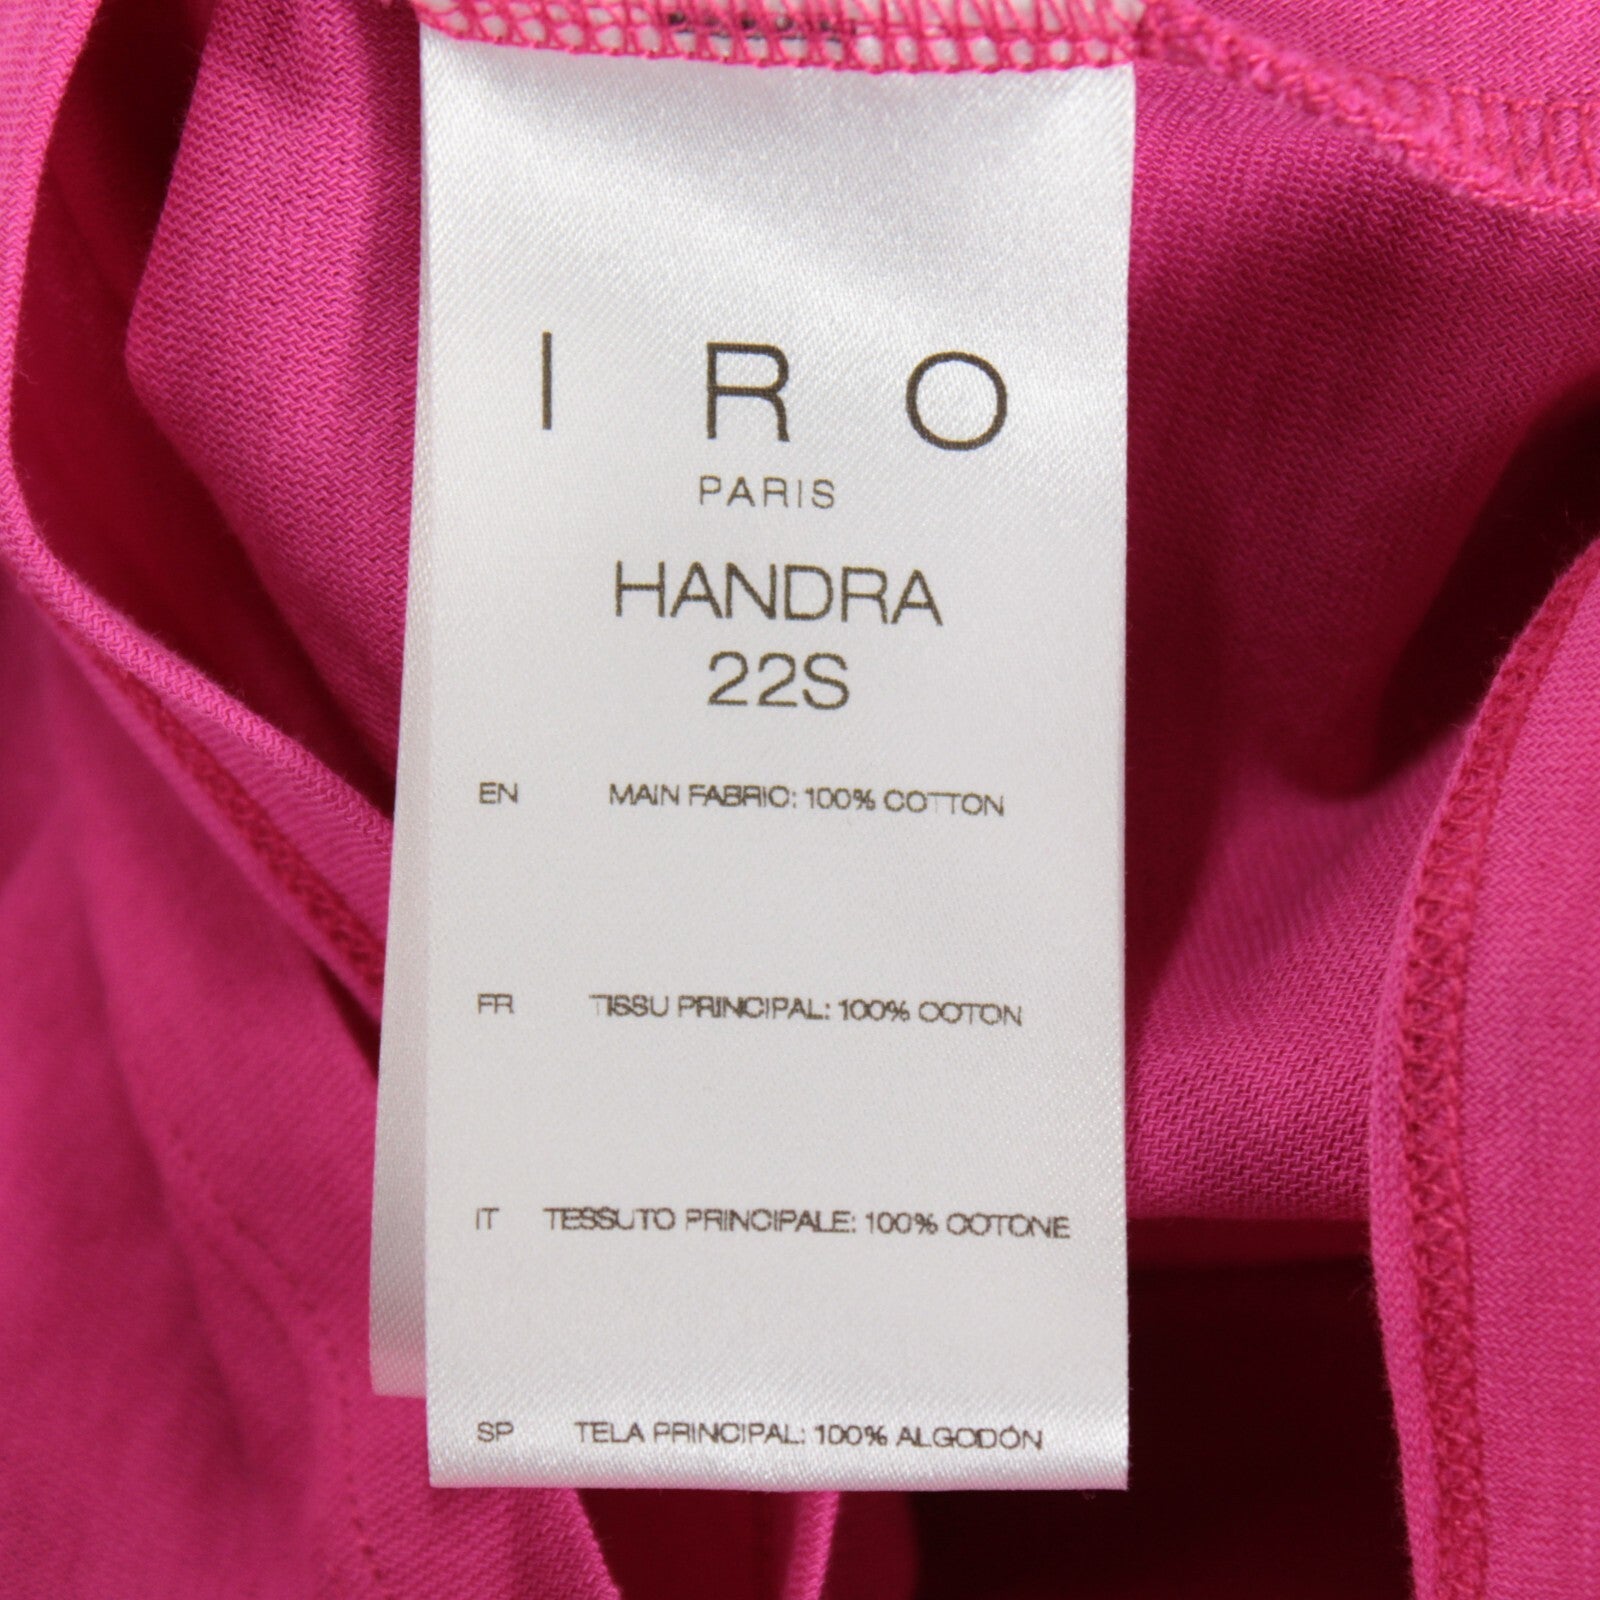 IRO
PARIS
HANDRA
22S
EN MAIN FABRIC: 100% COTTON
FR TISSU PRINCIPAL: 100% COTON
IT TESSUTO PRINCIPALE: 100% COTONE
SP TELA PRINCIPAL: 100% ALGODÓN